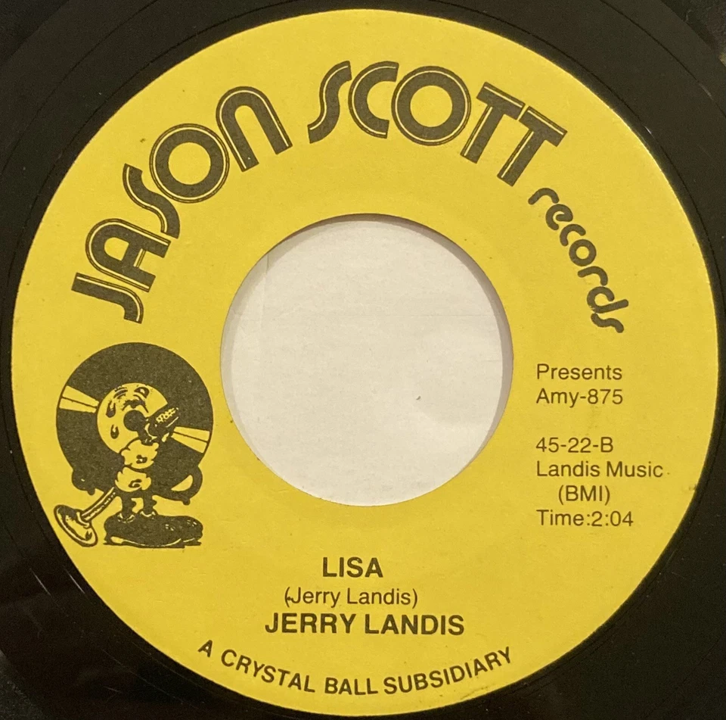 JASON SCOTT records
Presents
Amy-875
45-22-B
Landis Music
(BMI)
Time:2:04
LISA
(Jerry Landis)
JERRY LANDIS
A CRYSTAL BALL SUBSIDIARY